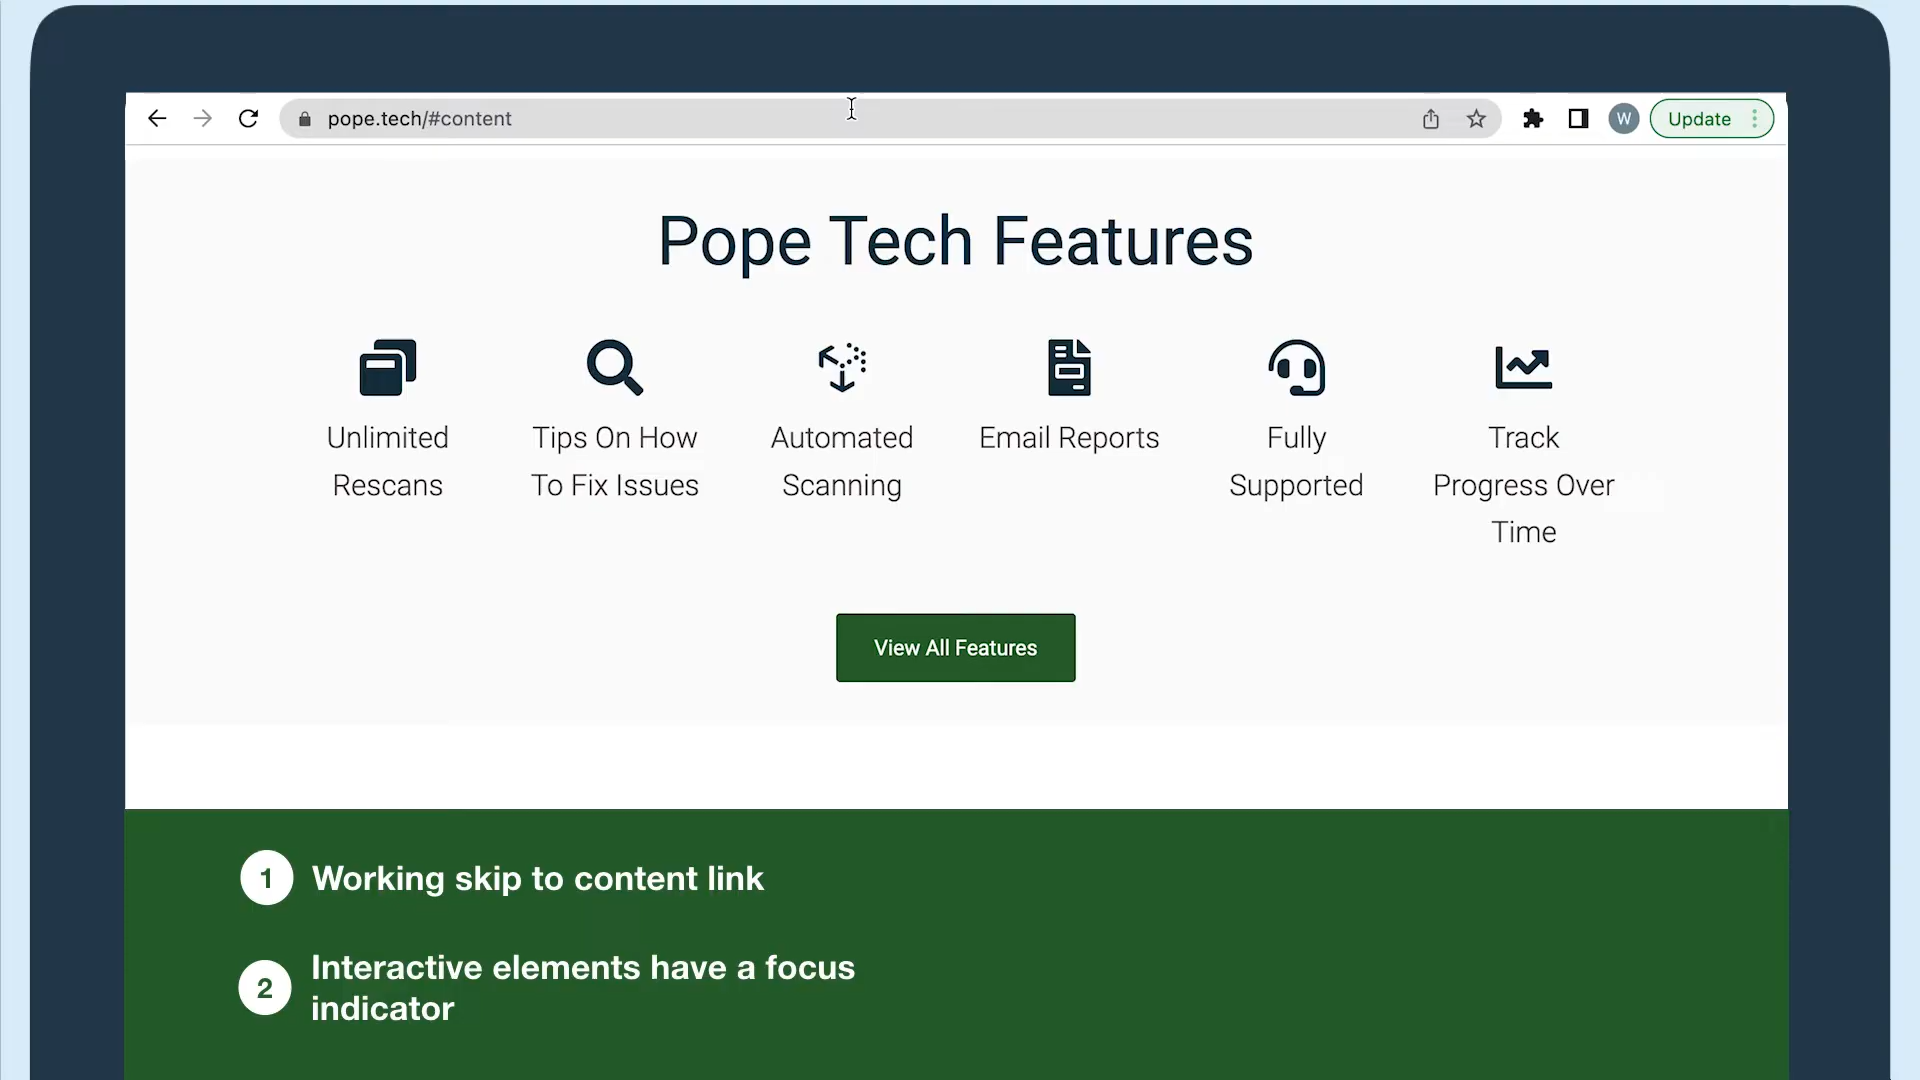 pope.tech/#content
W
Update
Pope Tech Features
Unlimited
Rescans
Tips On How
To Fix Issues
Automated
Scanning
Email Reports
Fully
Supported
Track
Progress Over
Time
View All Features
1 Working skip to content link
2 Interactive elements have a focus
indicator